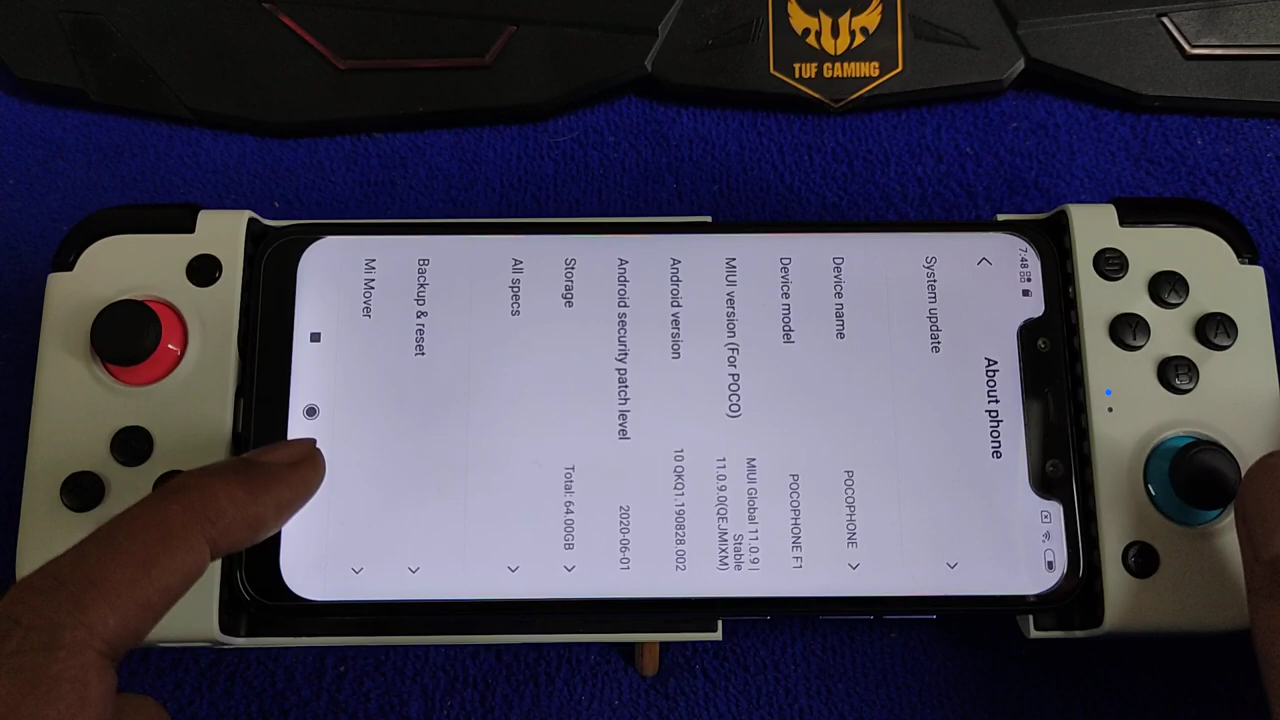 TUF GAMING
7:48
About phone
System update
Device name
POCOPHONE
Device model
POCOPHONE F1
MIUI version (For POCO)
MIUI Global 11.0.9 |
Stable
11.0.9.0(QEJMIXM)
Android version
10 QKQ1.190828.002
Android security patch level
2020-06-01
Storage
Total: 64.00GB
All specs
Backup & reset
Mi Mover
X
A
Y
B